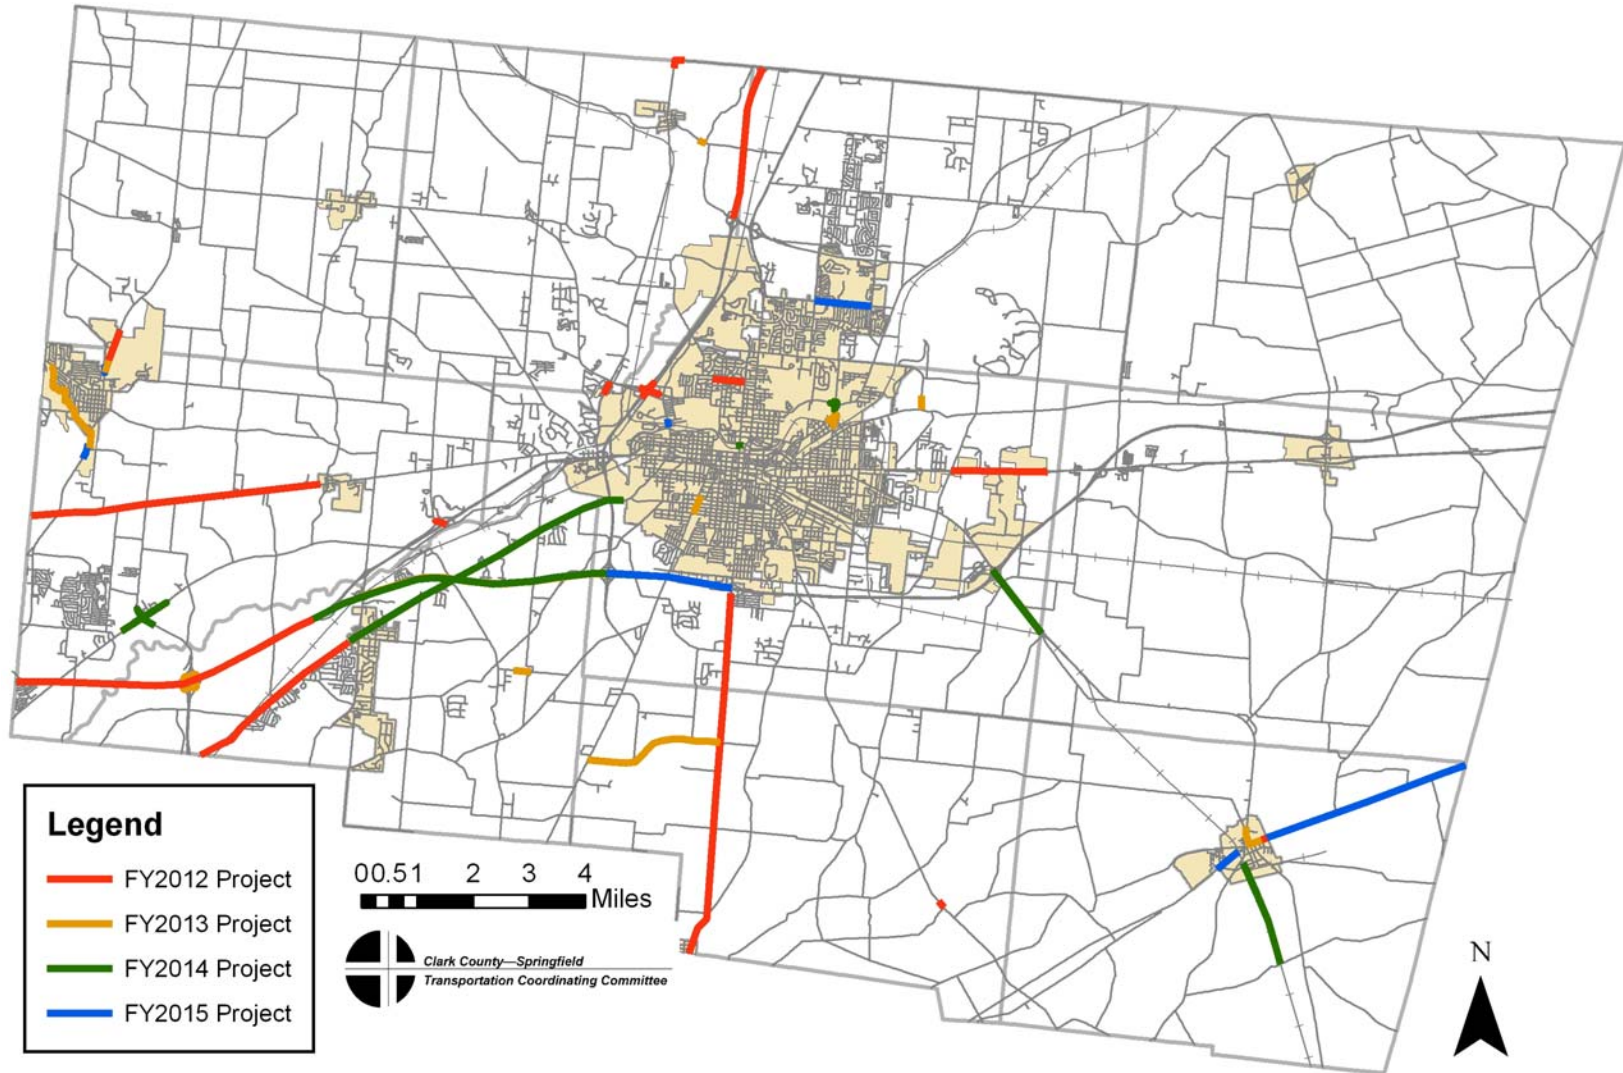 Legend
FY2012 Project
FY2013 Project
FY2014 Project
FY2015 Project
00.51 2 3 4
Miles
Clark County—Springfield
Transportation Coordinating Committee
N